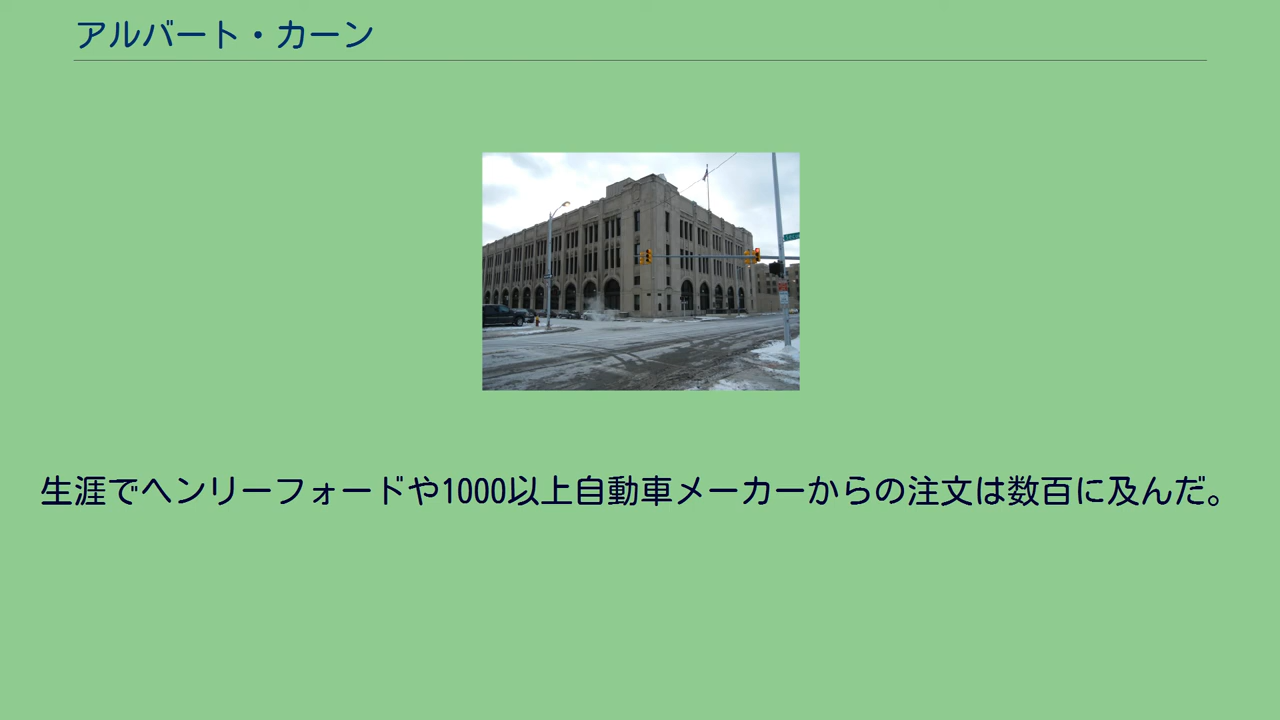 アルバート・カーン
生涯でヘンリーフォードや1000以上自動車メーカーからの注文は数百に及んだ。